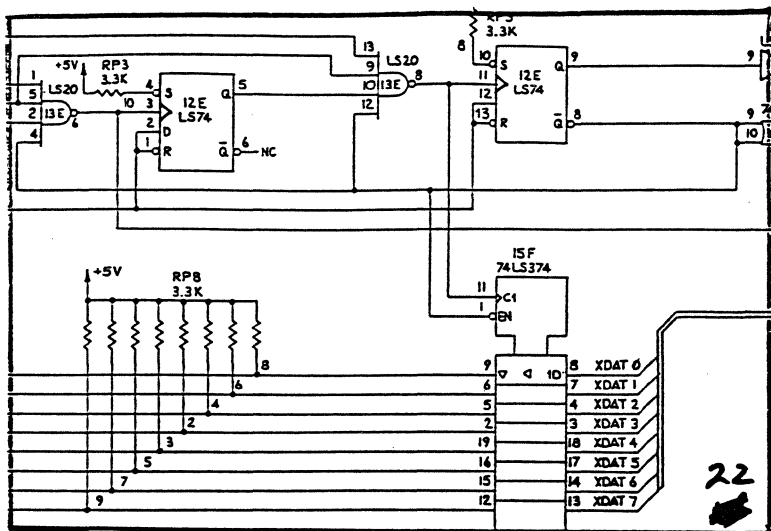 RP3
3.3K
8
13
LS20
9
8
10
13E
12
10
S
12E
LS74
Q
9
11
12
13
R
Q
8
9
9
10
+5V
RP3
3.3K
4
S
12E
LS74
Q
5
3
2
D
1
R
Q
6
NC
1
LS20
5
2
13E
6
4
10
15F
74LS374
11
C1
1
EN
+5V
RP8
3.3K
8
6
4
2
3
5
7
9
9
1D
8
XDAT 0
6
7
XDAT 1
5
4
XDAT 2
2
3
XDAT 3
19
18
XDAT 4
16
17
XDAT 5
15
14
XDAT 6
12
13
XDAT 7
22